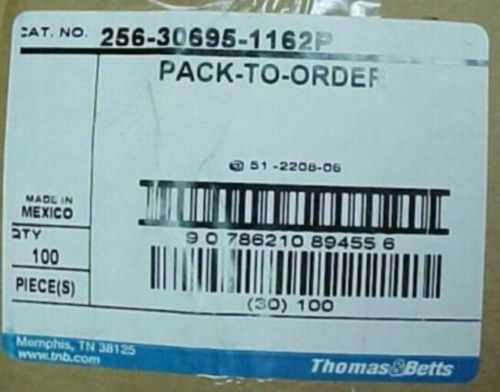 CAT. NO. 256-30695-1162P
PACK-TO-ORDER
51-2208-06
MADE IN
MEXICO
9 0 786210 89455 6
QTY
100
PIECE(S)
(30) 100
Memphis, TN 38125
www.tnb.com
Thomas&Betts